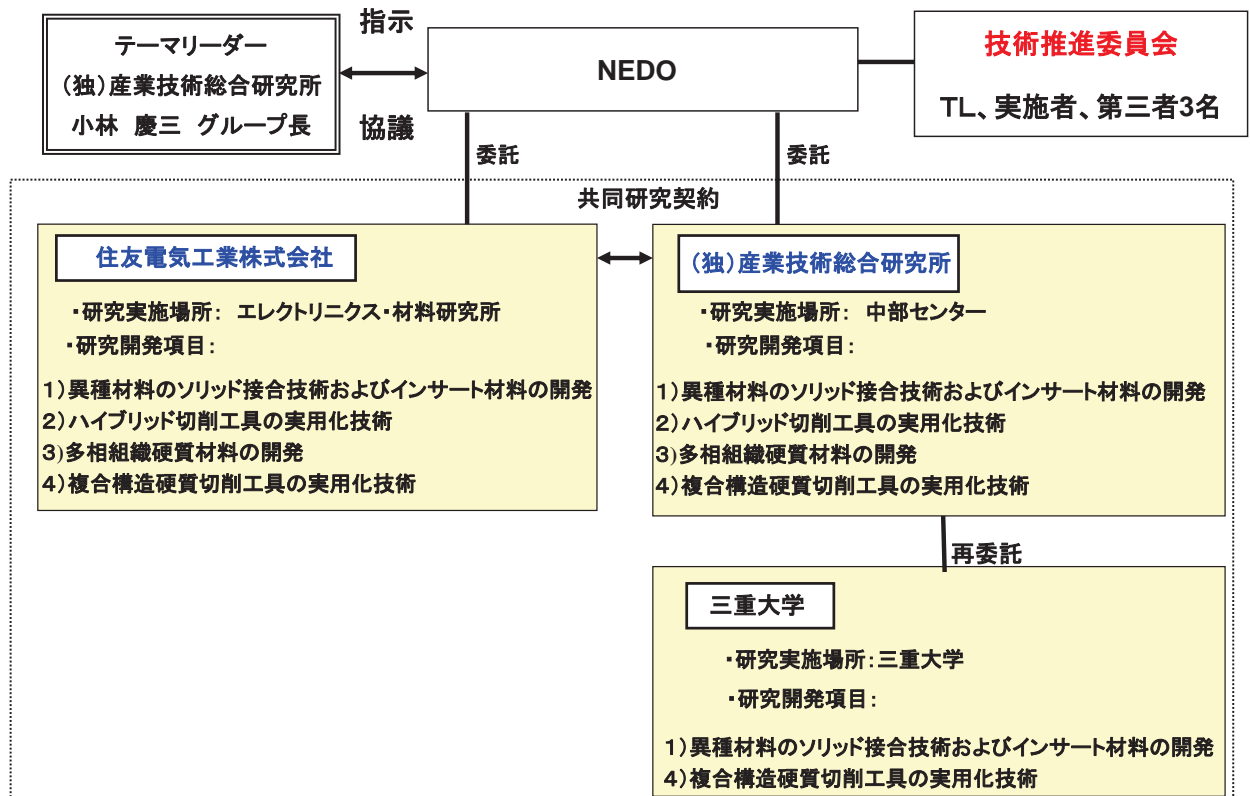 テーマリーダー
（独）産業技術総合研究所
小林　慶三　グループ長
指示
協議
NEDO
技術推進委員会
TL、実施者、第三者3名
委託
委託
共同研究契約
住友電気工業株式会社
・研究実施場所：　エレクトリニクス・材料研究所
・研究開発項目：
１）異種材料のソリッド接合技術およびインサート材料の開発
２）ハイブリッド切削工具の実用化技術
３)多相組織硬質材料の開発
４）複合構造硬質切削工具の実用化技術
（独）産業技術総合研究所
・研究実施場所：　中部センター
・研究開発項目：
１）異種材料のソリッド接合技術およびインサート材料の開発
２）ハイブリッド切削工具の実用化技術
３)多相組織硬質材料の開発
４）複合構造硬質切削工具の実用化技術
再委託
三重大学
・研究実施場所：三重大学
・研究開発項目：
１）異種材料のソリッド接合技術およびインサート材料の開発
４）複合構造硬質切削工具の実用化技術